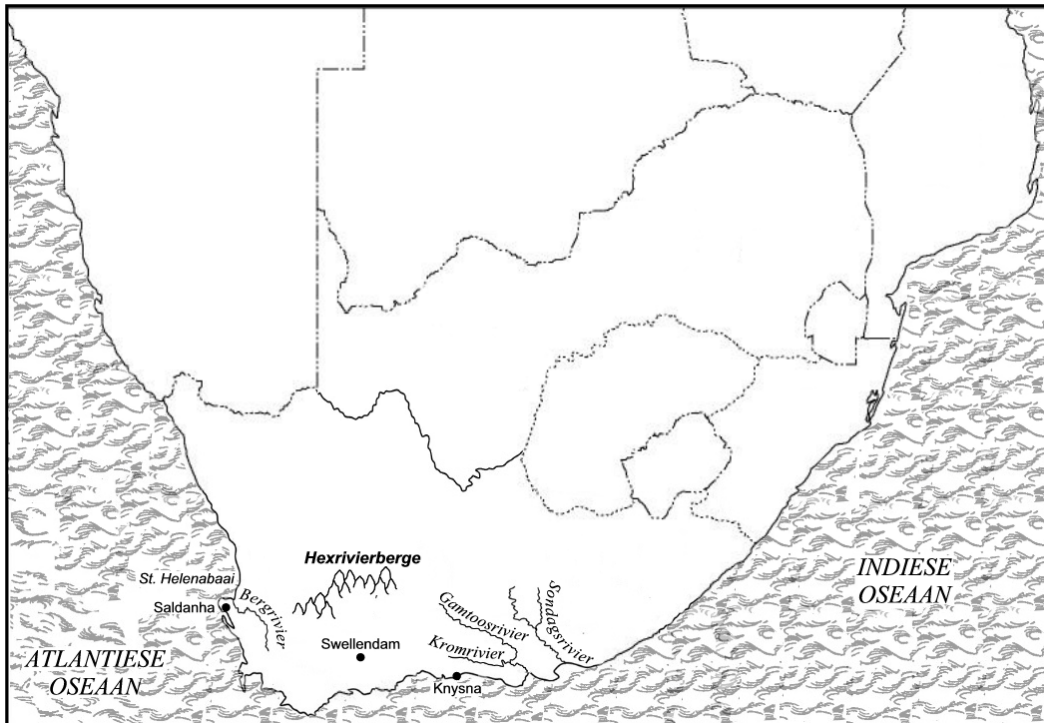 Hexrivierberge
St. Helenabaai
Bergrivier
Saldanha
Swellendam
Gamtoosrivier
Kromrivier
Sondagsrivier
Knysna
ATLANTIESE
OSEAAN
INDIESE
OSEAAN